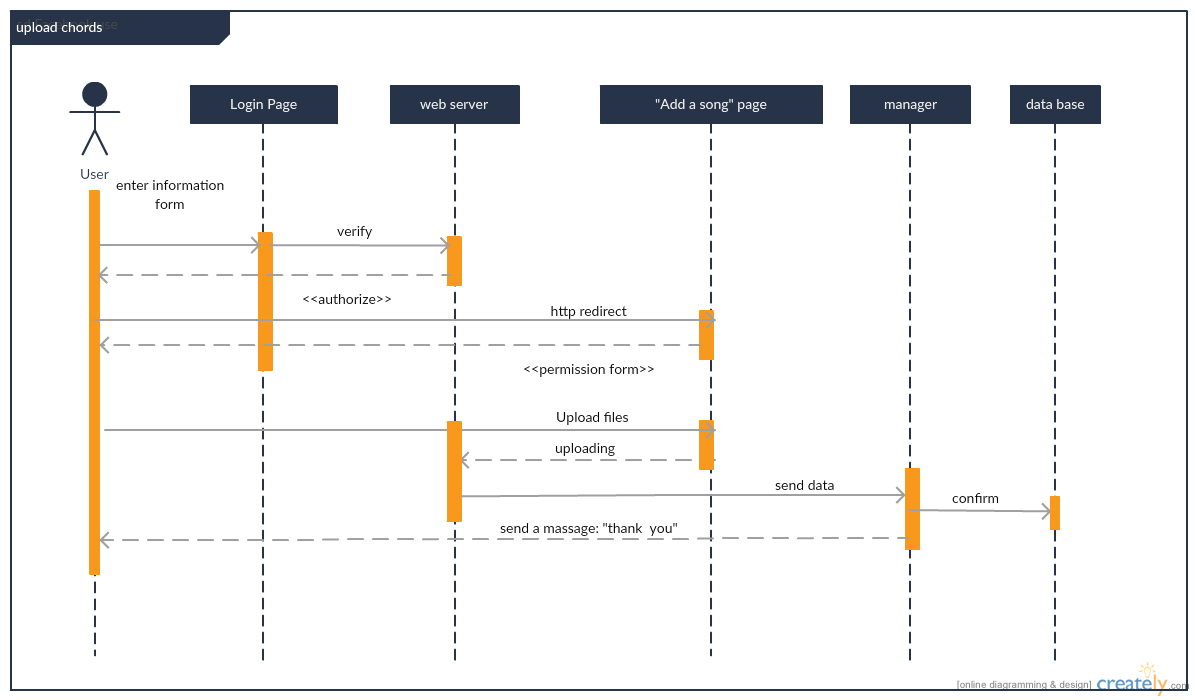 upload chords
Login Page
web server
"Add a song" page
manager
data base
User
enter information
form
verify
<<authorize>>
http redirect
<<permission form>>
Upload files
uploading
send data
confirm
send a massage: "thank you"
[online diagramming & design] creately.com